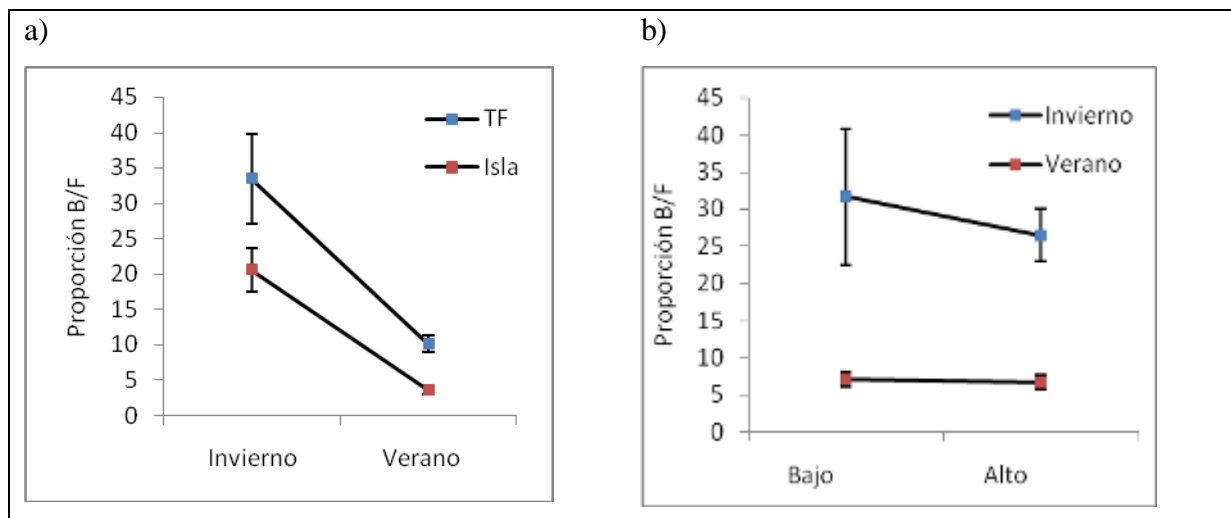 a)
Proporción B/F
45
40
35
30
25
20
15
10
5
0
TF
Isla
Invierno Verano
b)
Proporción B/F
45
40
35
30
25
20
15
10
5
0
Invierno
Verano
Bajo Alto